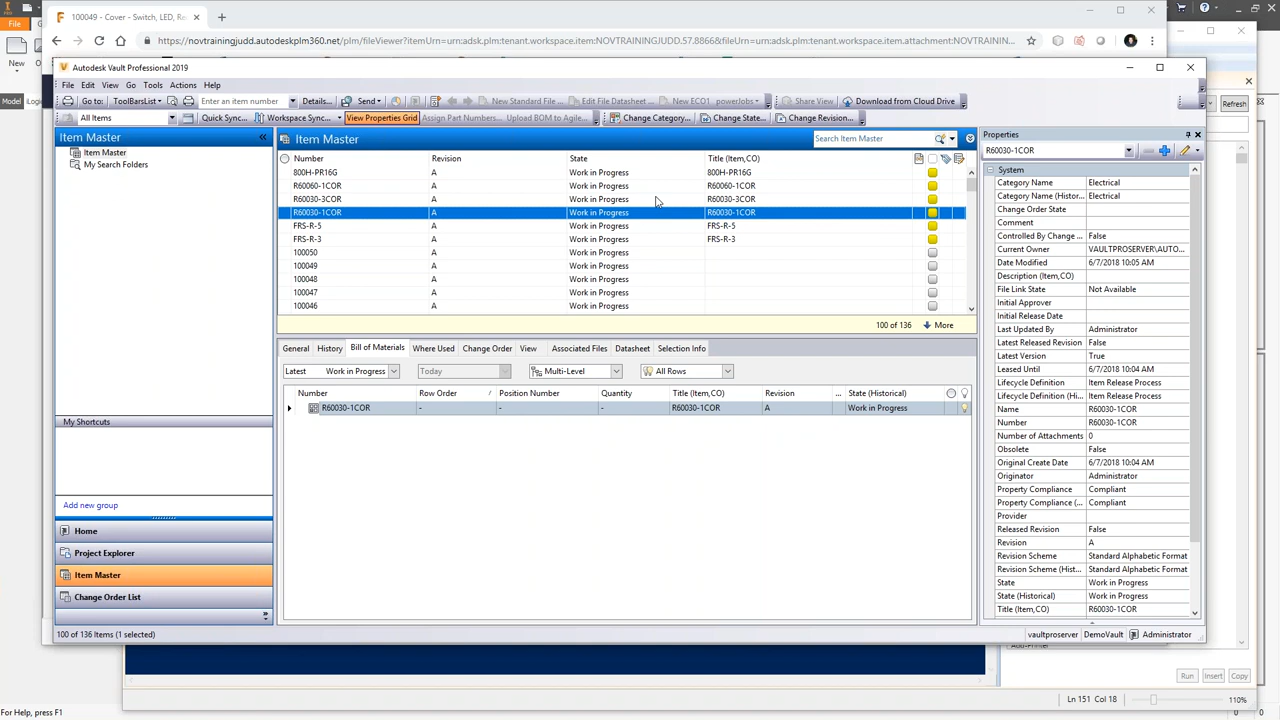 100049 - Cover - Switch, LED, Re
https://novtrainingjudd.autodeskplm360.net/plm/fileViewer?itemUrn=urn:adsk.plm:tenant.workspace.item:NOVTRAININGJUDD.57.8866&fileUrn=urn:adsk.plm:tenant.workspace.item.attachment:NOVTRAININ...
File
New
Model
Autodesk Vault Professional 2019
File Edit View Go Tools Actions Help
Go to: ToolBarsList Enter an item number Details... Send New Standard File... Edit File Datasheet... New ECO1 powerJobs Share View Download from Cloud Drive
All Items Quick Sync... Workspace Sync... View Properties Grid Assign Part Numbers... Upload BOM to Agile... Change Category... Change State... Change Revision...
Refresh
Item Master
Item Master
My Search Folders
My Shortcuts
Add new group
Home
Project Explorer
Item Master
Change Order List
Item Master Search Item Master
Number Revision State Title (Item,CO)
800H-PR16G A Work in Progress 800H-PR16G
R60060-1COR A Work in Progress R60060-1COR
R60030-3COR A Work in Progress R60030-3COR
R60030-1COR A Work in Progress R60030-1COR
FRS-R-5 A Work in Progress FRS-R-5
FRS-R-3 A Work in Progress FRS-R-3
100050 A Work in Progress
100049 A Work in Progress
100048 A Work in Progress
100047 A Work in Progress
100046 A Work in Progress
100 of 136 More
General History Bill of Materials Where Used Change Order View Associated Files Datasheet Selection Info
Latest Work in Progress Today Multi-Level All Rows
Number Row Order Position Number Quantity Title (Item,CO) Revision ... State (Historical)
R60030-1COR - - - R60030-1COR A Work in Progress
Properties
R60030-1COR
System
Category Name Electrical
Category Name (Histor... Electrical
Change Order State
Comment
Controlled By Change ... False
Current Owner VAULTPROSERVER\AUTO...
Date Modified 6/7/2018 10:05 AM
Description (Item,CO)
File Link State Not Available
Initial Approver
Initial Release Date
Last Updated By Administrator
Latest Released Revision False
Latest Version True
Leased Until 6/7/2018 10:04 AM
Lifecycle Definition Item Release Process
Lifecycle Definition (Hi... Item Release Process
Name R60030-1COR
Number R60030-1COR
Number of Attachments 0
Obsolete False
Original Create Date 6/7/2018 10:04 AM
Originator Administrator
Property Compliance Compliant
Property Compliance (... Compliant
Provider
Released Revision False
Revision A
Revision Scheme Standard Alphabetic Format
Revision Scheme (Hist... Standard Alphabetic Format
State Work in Progress
State (Historical) Work in Progress
Title (Item,CO) R60030-1COR
100 of 136 Items (1 selected) vaultproserver DemoVault Administrator
Run Insert Copy
Ln 151 Col 18 110%
For Help, press F1 0 0